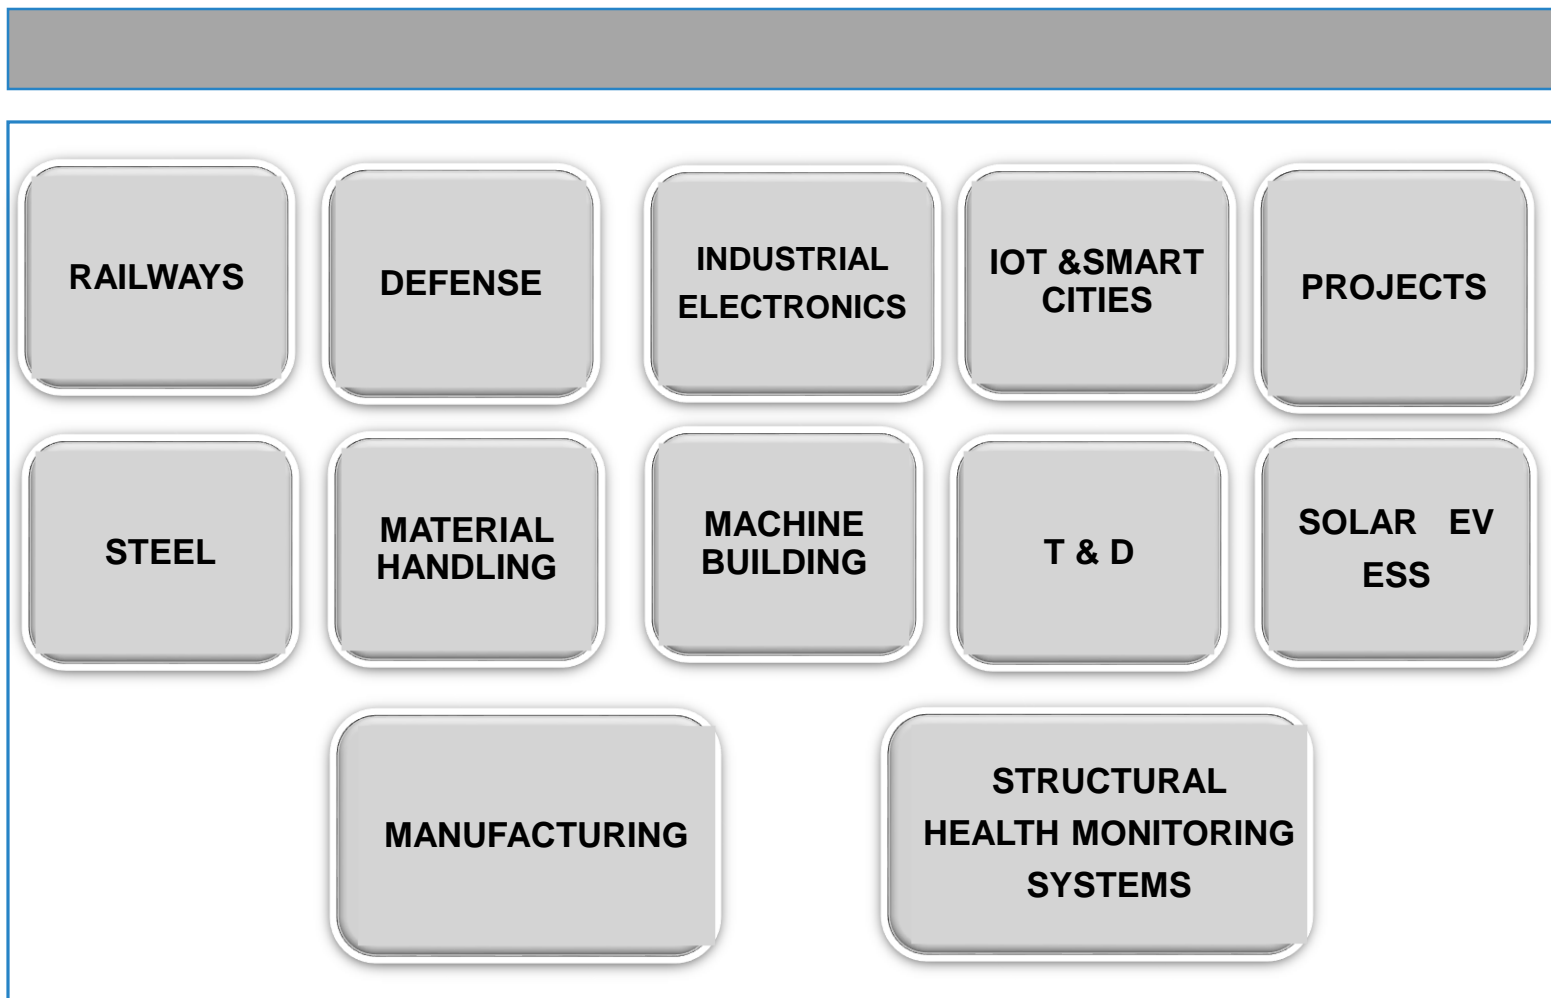 RAILWAYS
DEFENSE
INDUSTRIAL
ELECTRONICS
IOT &SMART
CITIES
PROJECTS
STEEL
MATERIAL
HANDLING
MACHINE
BUILDING
T & D
SOLAR EV
ESS
MANUFACTURING
STRUCTURAL
HEALTH MONITORING
SYSTEMS